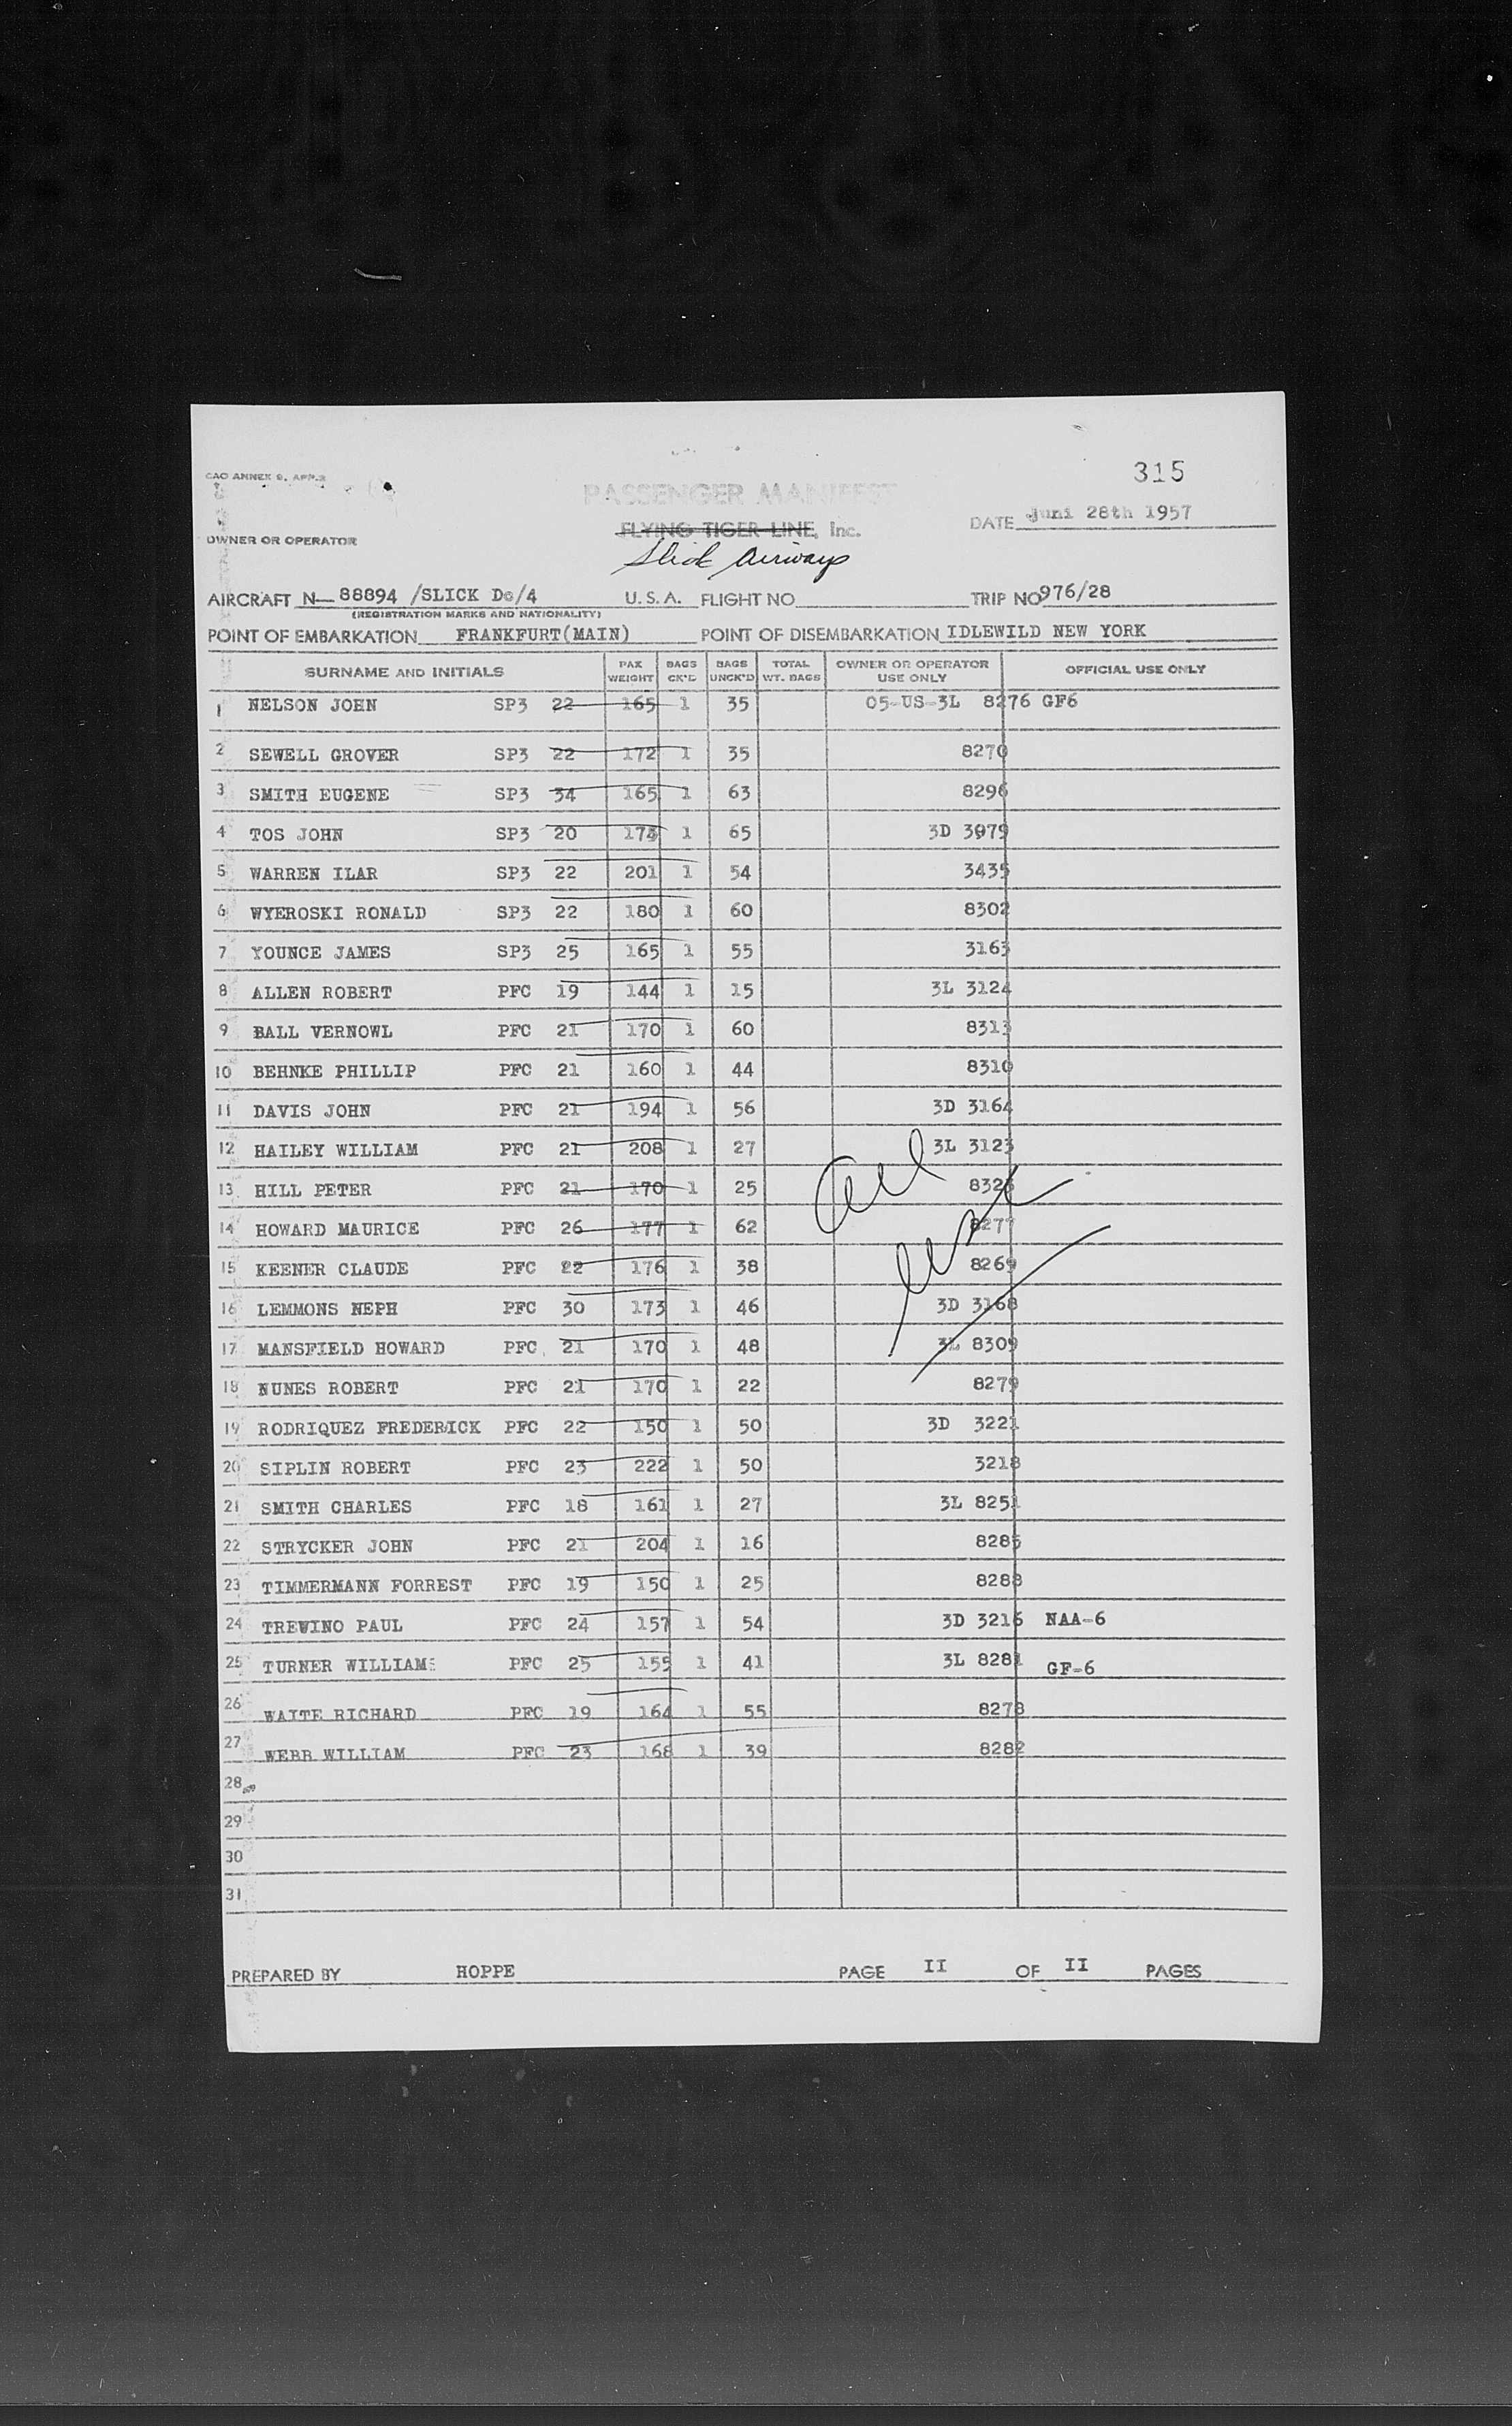 315
CAO ANNEX 9, APP.2
PASSENGER MANIFEST
FLYING TIGER LINE, Inc.
DATE Juni 28th 1957
OWNER OR OPERATOR
Slick Airways
AIRCRAFT N— 88894 /SLICK Dc/4 U.S.A. FLIGHT NO TRIP NO 976/28
(REGISTRATION MARKS AND NATIONALITY)
POINT OF EMBARKATION FRANKFURT(MAIN) POINT OF DISEMBARKATION IDLEWILD NEW YORK
SURNAME AND INITIALS PAX WEIGHT BAGS CK'D BAGS UNCK'D TOTAL WT. BAGS OWNER OR OPERATOR USE ONLY OFFICIAL USE ONLY
1 NELSON JOHN SP3 22 165 1 35 05-US-3L 8276 GF6
2 SEWELL GROVER SP3 22 172 1 35 8270
3 SMITH EUGENE SP3 34 165 1 63 8296
4 TOS JOHN SP3 20 173 1 65 3D 3079
5 WARREN ILAR SP3 22 201 1 54 3435
6 WYEROSKI RONALD SP3 22 180 1 60 8302
7 YOUNCE JAMES SP3 25 165 1 55 3163
8 ALLEN ROBERT PFC 19 144 1 15 3L 3124
9 BALL VERNOWL PFC 21 170 1 60 8313
10 BEHNKE PHILLIP PFC 21 160 1 44 8310
11 DAVIS JOHN PFC 21 194 1 56 3D 3164
12 HAILEY WILLIAM PFC 21 208 1 27 3L 3123
13 HILL PETER PFC 21 170 1 25
14 HOWARD MAURICE PFC 26 177 1 62 8277
15 KEENER CLAUDE PFC 22 176 1 38 8269
16 LEMMONS NEPH PFC 30 173 1 46 3D 3168
17 MANSFIELD HOWARD PFC 21 170 1 48 3L 8309
18 NUNES ROBERT PFC 21 170 1 22 8279
19 RODRIQUEZ FREDERICK PFC 22 150 1 50 3D 3221
20 SIPLIN ROBERT PFC 23 222 1 50 3218
21 SMITH CHARLES PFC 18 161 1 27 3L 8251
22 STRYCKER JOHN PFC 21 204 1 16 8285
23 TIMMERMANN FORREST PFC 19 150 1 25 8288
24 TREWINO PAUL PFC 24 157 1 54 3D 3216 NAA-6
25 TURNER WILLIAMS PFC 25 155 1 41 3L 8281 GF-6
26 WAITE RICHARD PFC 19 164 1 55 8278
27 WEBB WILLIAM PFC 23 168 1 39 8282
28
29
30
31
All
PREPARED BY HOPPE PAGE II OF II PAGES